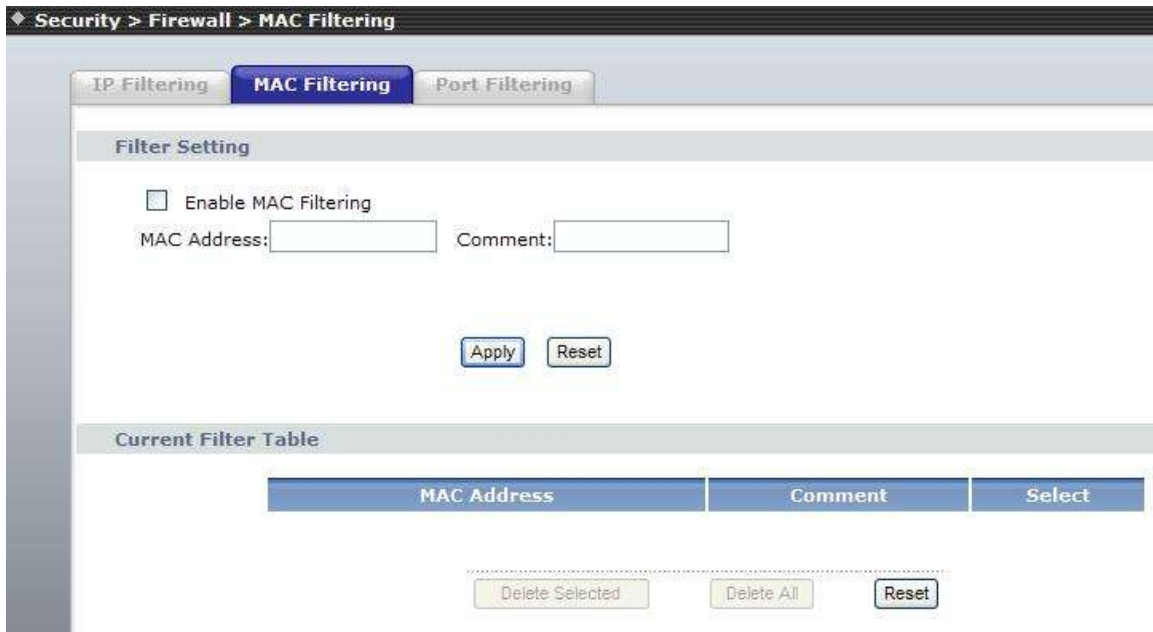 Security > Firewall > MAC Filtering
IP Filtering MAC Filtering Port Filtering
Filter Setting
Enable MAC Filtering
MAC Address: Comment:
Apply Reset
Current Filter Table
MAC Address Comment Select
Delete Selected Delete All Reset